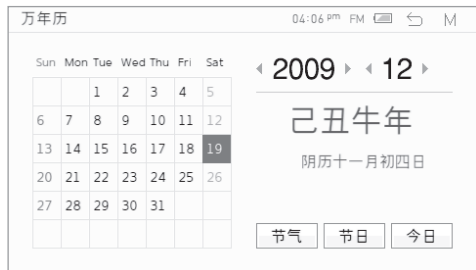 万年历 04:06 pm FM M
Sun Mon Tue Wed Thu Fri Sat
1 2 3 4 5
6 7 8 9 10 11 12
13 14 15 16 17 18 19
20 21 22 23 24 25 26
27 28 29 30 31
2009 12
己丑牛年
阴历十一月初四日
节气 节日 今日